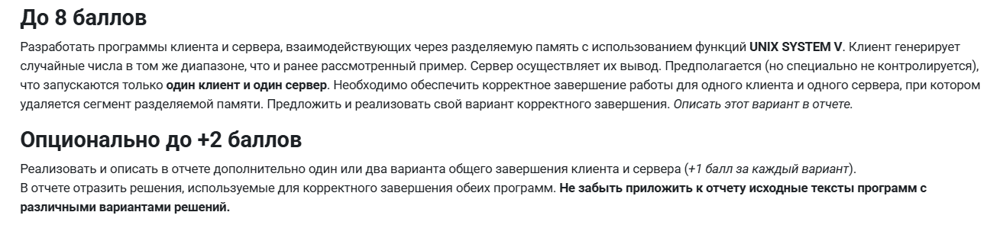 До 8 баллов
Разработать программы клиента и сервера, взаимодействующих через разделяемую память с использованием функций UNIX SYSTEM V. Клиент генерирует
случайные числа в том же диапазоне, что и ранее рассмотренный пример. Сервер осуществляет их вывод. Предполагается (но специально не контролируется),
что запускаются только один клиент и один сервер. Необходимо обеспечить корректное завершение работы для одного клиента и одного сервера, при котором
удаляется сегмент разделяемой памяти. Предложить и реализовать свой вариант корректного завершения. Описать этот вариант в отчете.
Опционально до +2 баллов
Реализовать и описать в отчете дополнительно один или два варианта общего завершения клиента и сервера (+1 балл за каждый вариант).
В отчете отразить решения, используемые для корректного завершения обеих программ. Не забыть приложить к отчету исходные тексты программ с
различными вариантами решений.